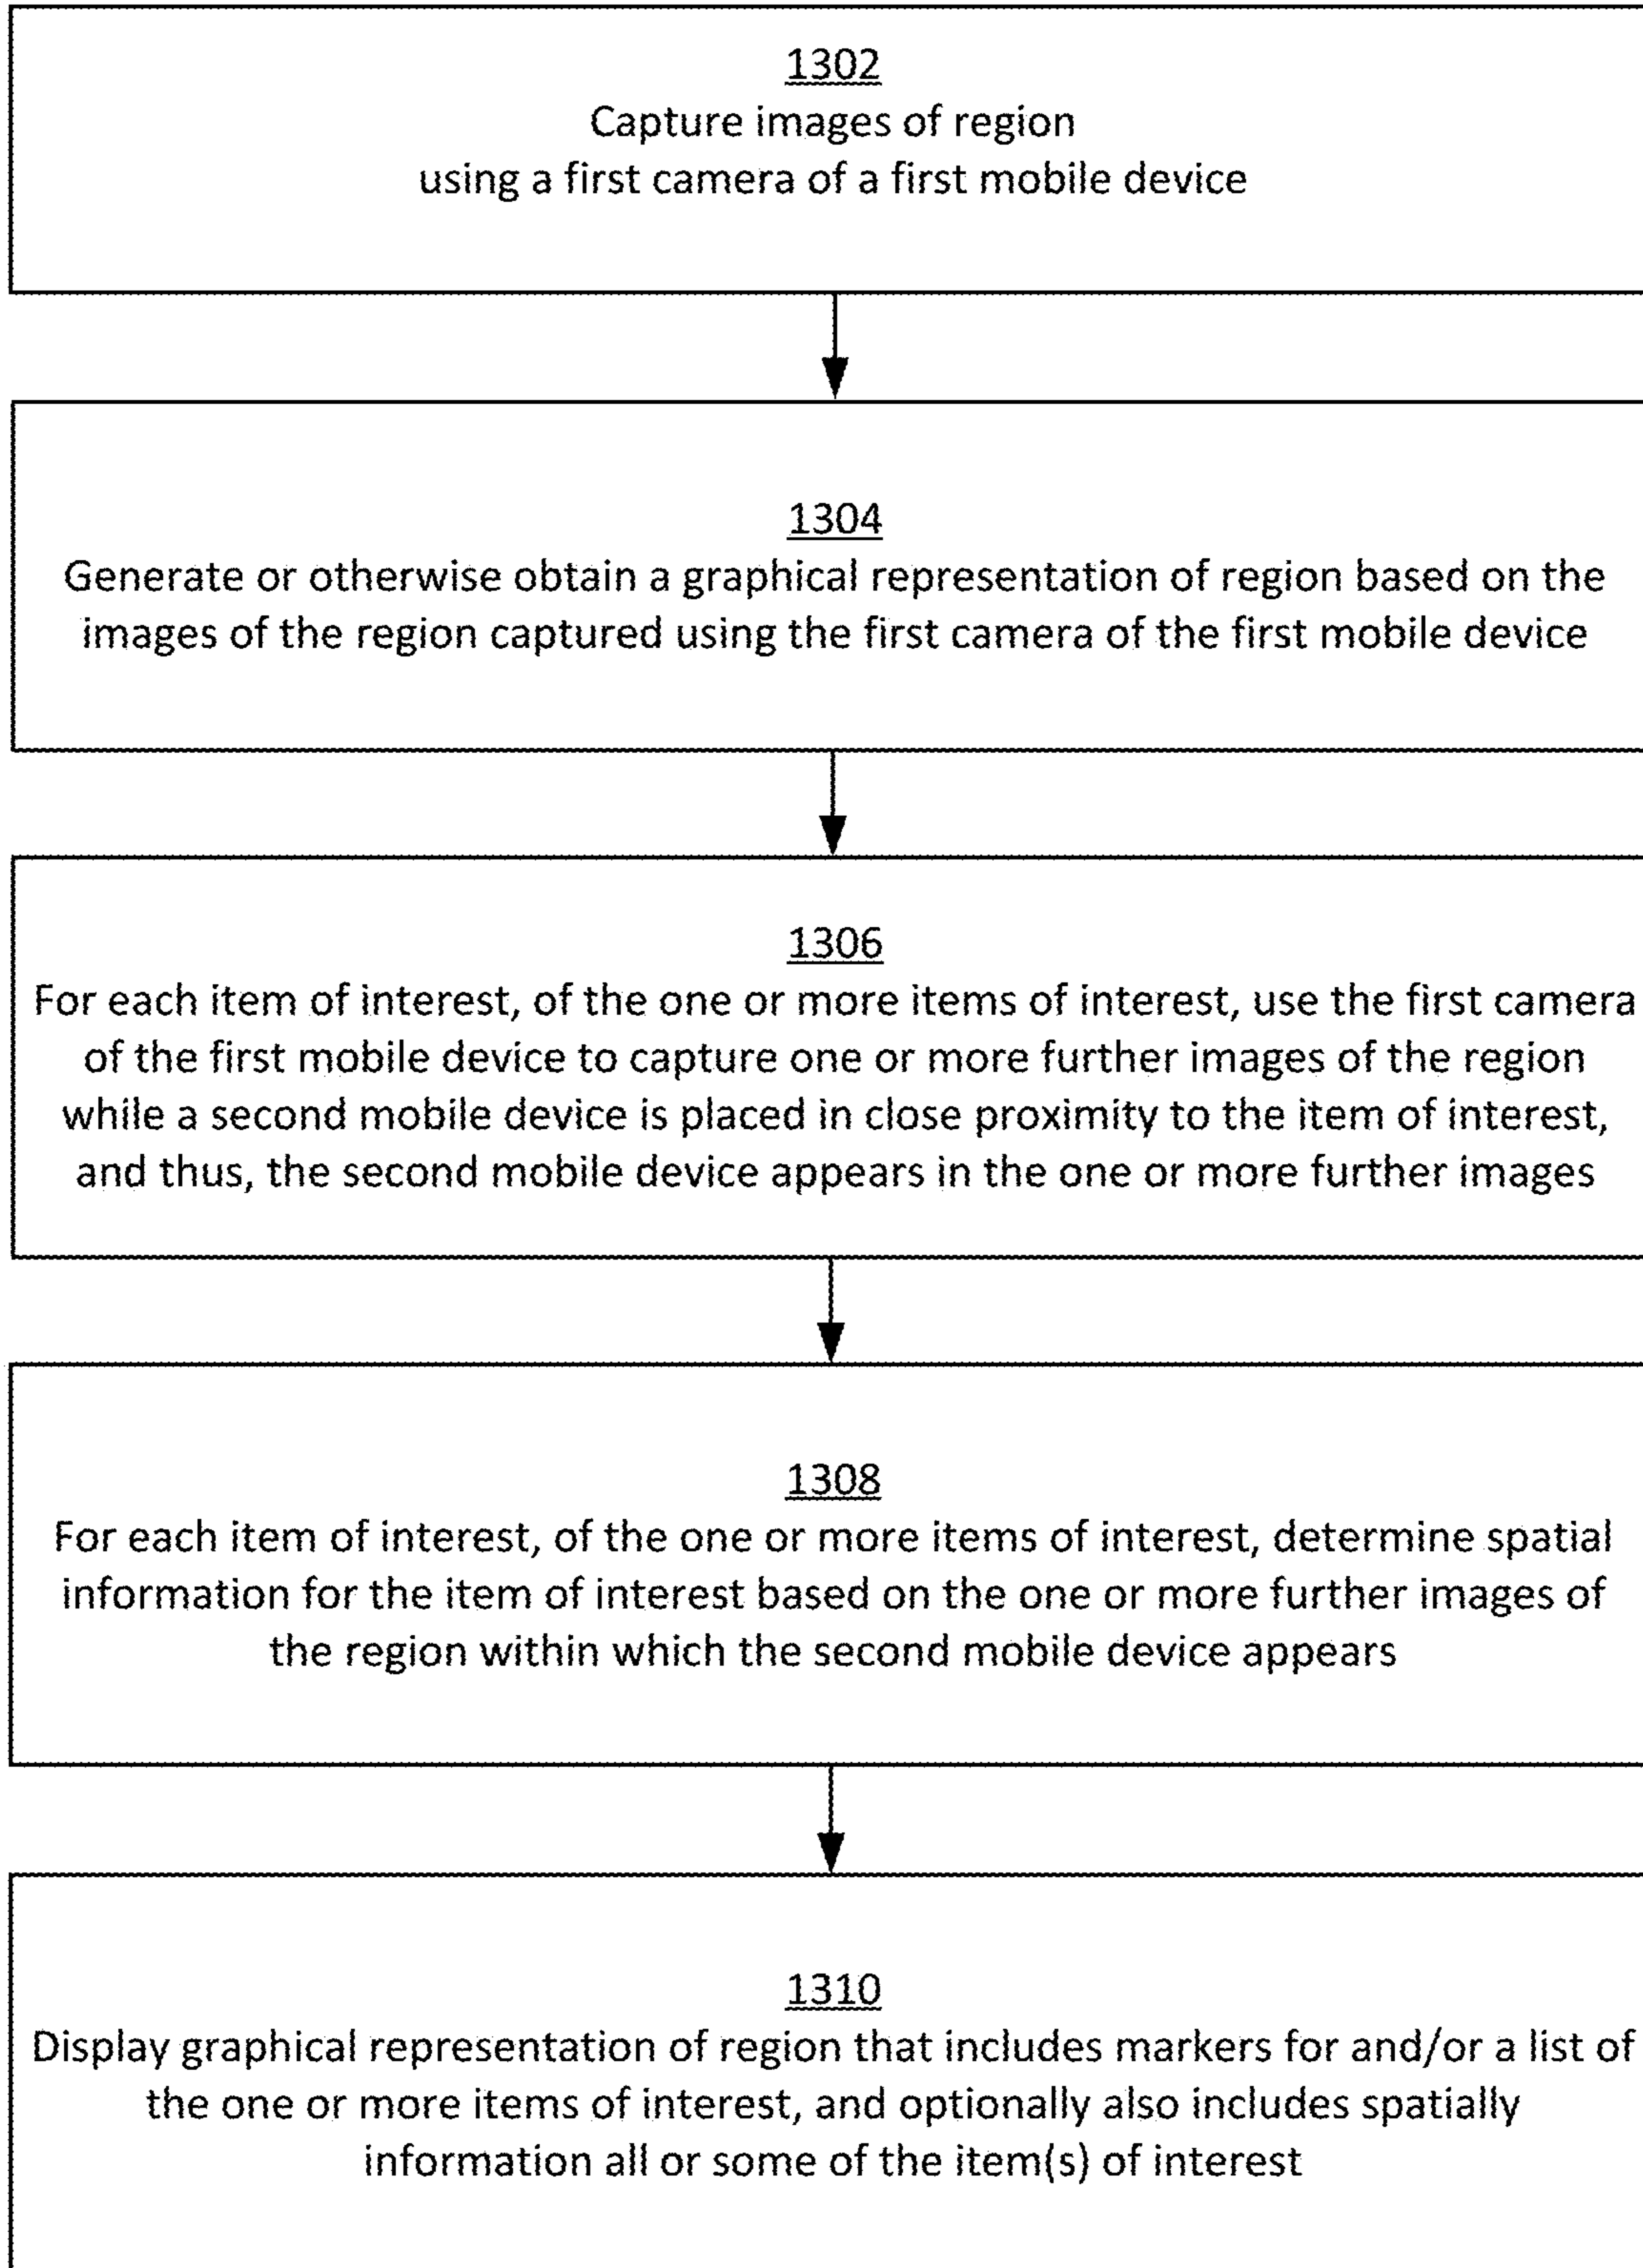 1302
Capture images of region
using a first camera of a first mobile device
1304
Generate or otherwise obtain a graphical representation of region based on the
images of the region captured using the first camera of the first mobile device
1306
For each item of interest, of the one or more items of interest, use the first camera
of the first mobile device to capture one or more further images of the region
while a second mobile device is placed in close proximity to the item of interest,
and thus, the second mobile device appears in the one or more further images
1308
For each item of interest, of the one or more items of interest, determine spatial
information for the item of interest based on the one or more further images of
the region within which the second mobile device appears
1310
Display graphical representation of region that includes markers for and/or a list of
the one or more items of interest, and optionally also includes spatially
information all or some of the item(s) of interest